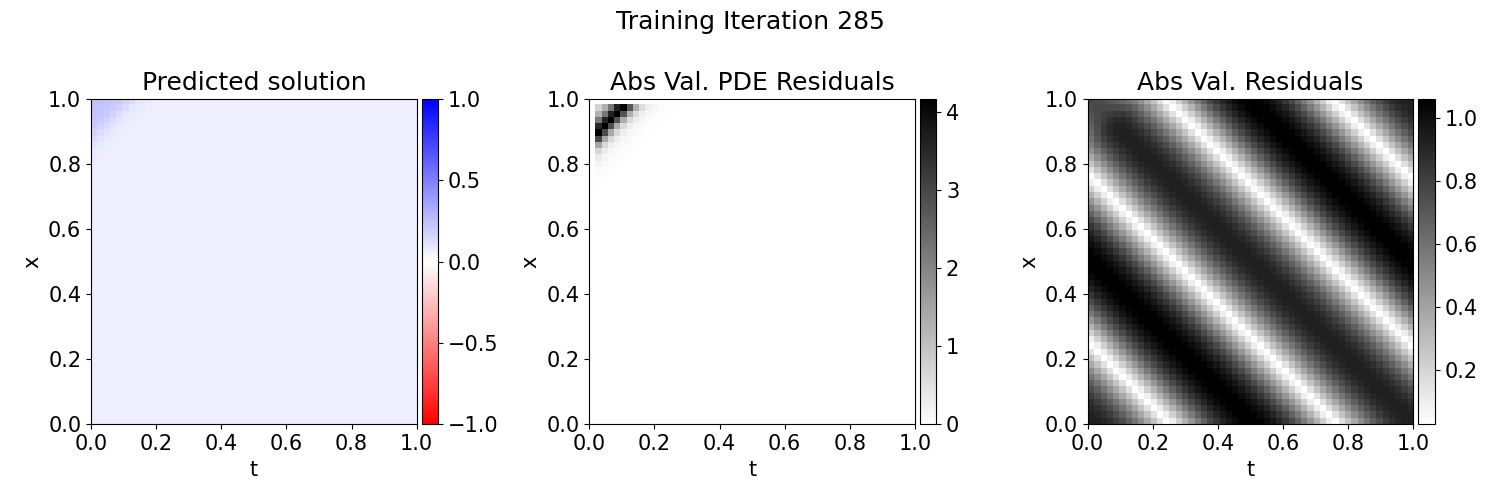 Training Iteration 285
Predicted solution
Abs Val. PDE Residuals
Abs Val. Residuals
1.0
0.8
0.6
0.4
0.2
0.0
x
0.0 0.2 0.4 0.6 0.8 1.0
t
1.0
0.5
0.0
−0.5
−1.0
1.0
0.8
0.6
0.4
0.2
0.0
x
0.0 0.2 0.4 0.6 0.8 1.0
t
4
3
2
1
0
1.0
0.8
0.6
0.4
0.2
0.0
x
0.0 0.2 0.4 0.6 0.8 1.0
t
1.0
0.8
0.6
0.4
0.2